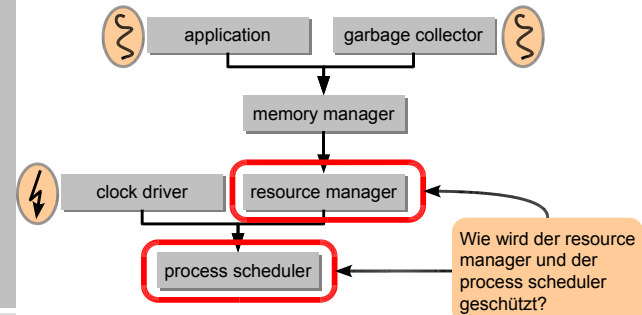 application
garbage collector
memory manager
clock driver
resource manager
process scheduler
Wie wird der resource
manager und der
process scheduler
geschützt?